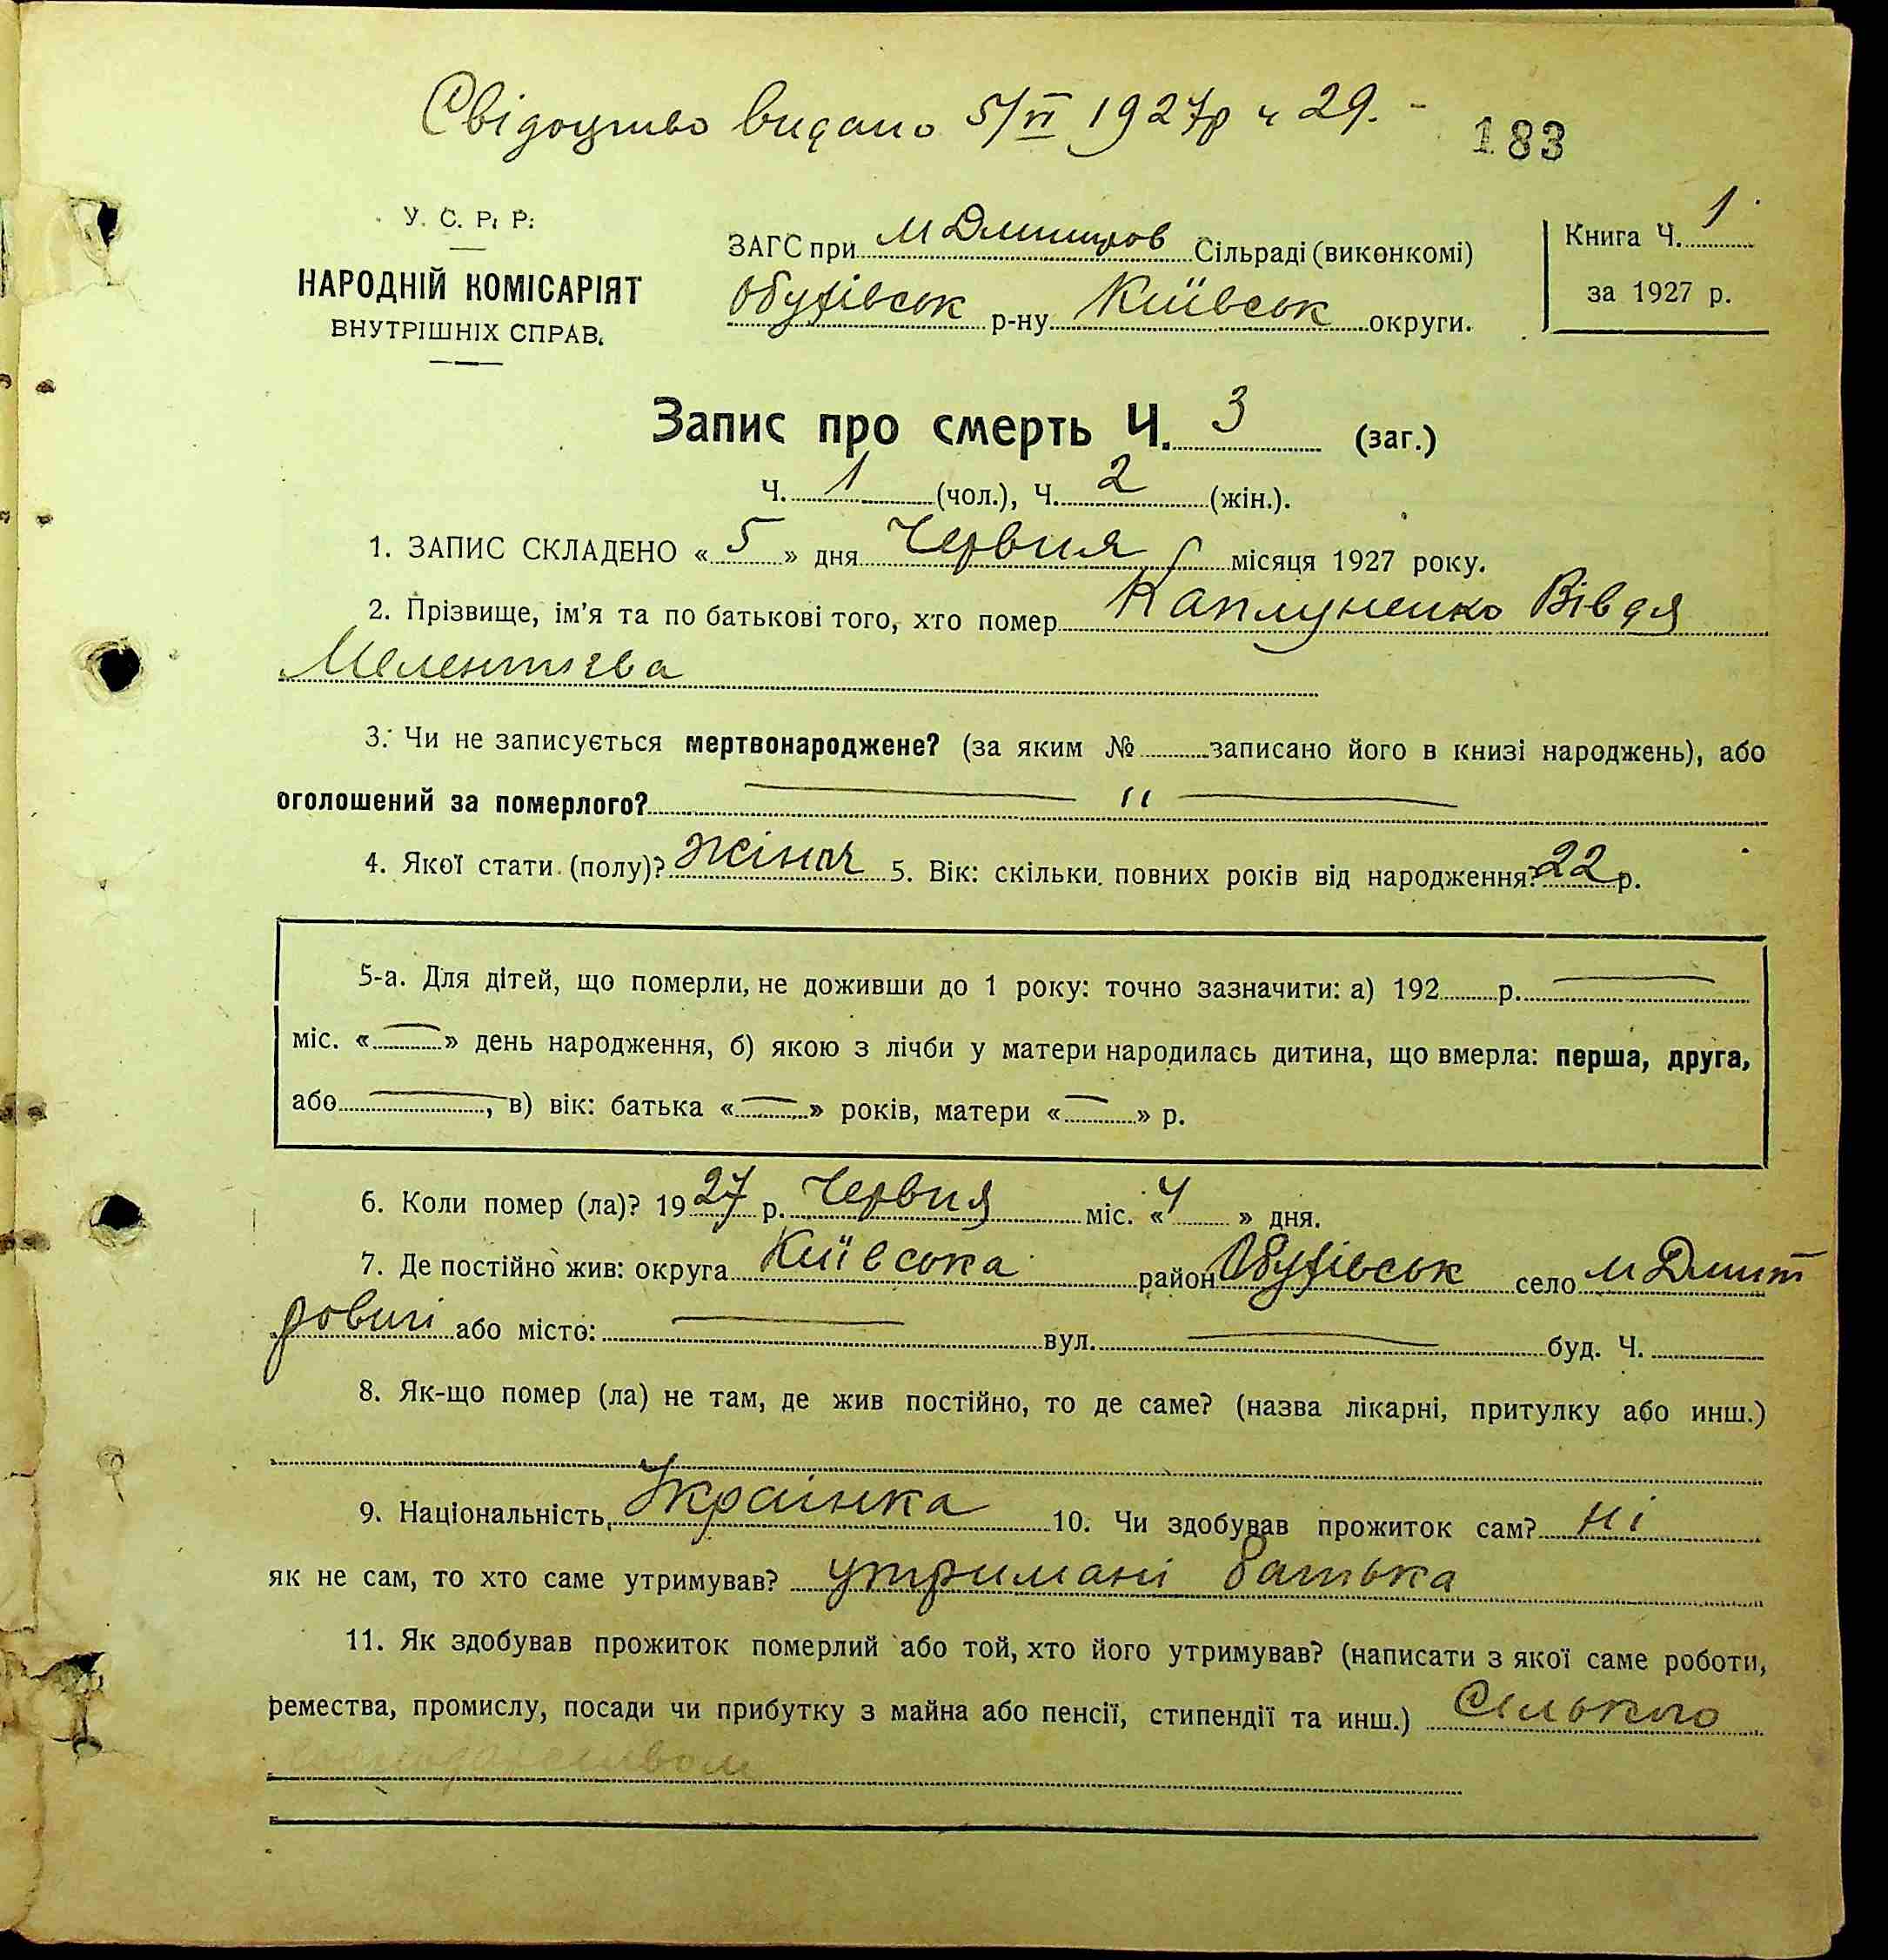 Свідоцтво видано 5/VI 1927р ч 29.-
183
У. С. Р. Р.
НАРОДНІЙ КОМІСАРІЯТ
ВНУТРІШНІХ СПРАВ.
ЗАГС при М Дмитров Сільраді (виконкомі)
Обухівськ р-ну Київськ округи.
Книга Ч. 1
за 1927 р.
Запис про смерть Ч. 3 (заг.)
Ч. 1 (чол.), Ч. 2 (жін.).
1. ЗАПИС СКЛАДЕНО «5» дня Червня місяця 1927 року.
2. Прізвище, ім'я та по батькові того, хто помер Каплуненко Вівдя
Мелентієва
3. Чи не записується мертвонароджене? (за яким № записано його в книзі народжень), або
оголошений за померлого? — " —
4. Якої стати (полу)? жіноч 5. Вік: скільки повних років від народження? 22 р.
5-а. Для дітей, що померли, не доживши до 1 року: точно зазначити: а) 192 р. —
міс. «—» день народження, б) якою з лічби у матери народилась дитина, що вмерла: перша, друга,
або —, в) вік: батька «—» років, матери «—» р.
6. Коли помер (ла)? 1927 р. Червня міс. «4» дня.
7. Де постійно жив: округа Київська район Обухівськ село М Дмит
ровичі або місто: — вул. — буд. Ч.
8. Як-що помер (ла) не там, де жив постійно, то де саме? (назва лікарні, притулку або инш.)
9. Національність Українка 10. Чи здобував прожиток сам? Ні
як не сам, то хто саме утримував? утримані батька
11. Як здобував прожиток померлий або той, хто його утримував? (написати з якої саме роботи,
ремества, промислу, посади чи прибутку з майна або пенсії, стипендії та инш.) Сільького